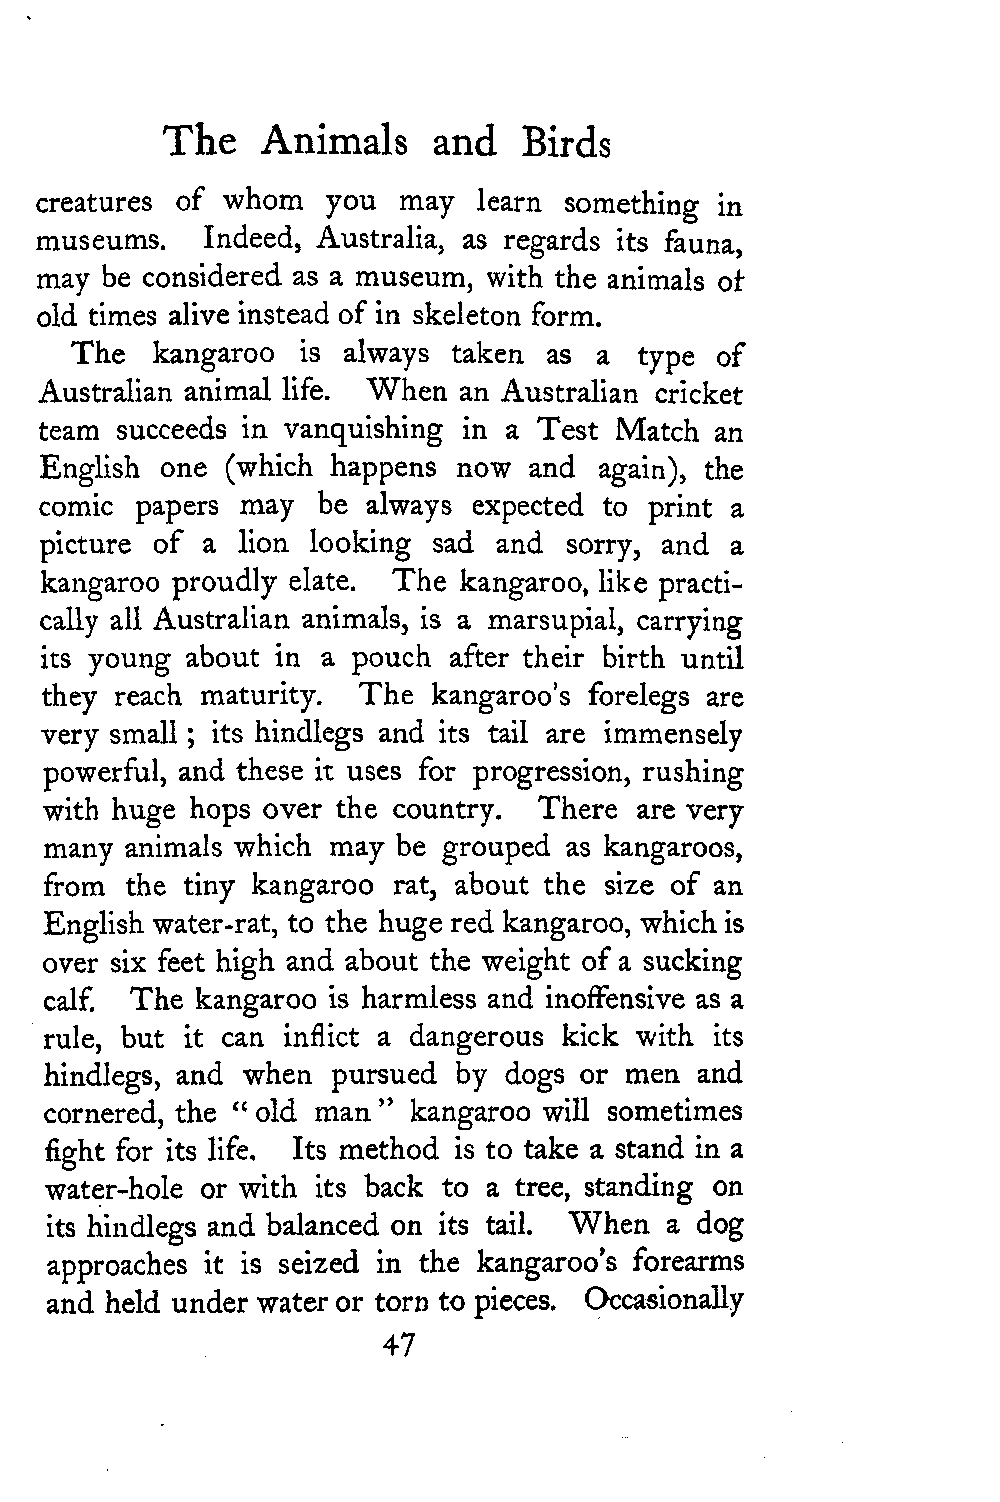 The Animals and Birds
creatures of whom you may learn something in
museums. Indeed, Australia, as regards its fauna,
may be considered as a museum, with the animals of
old times alive instead of in skeleton form.
The kangaroo is always taken as a type of
Australian animal life. When an Australian cricket
team succeeds in vanquishing in a Test Match an
English one (which happens now and again), the
comic papers may be always expected to print a
picture of a lion looking sad and sorry, and a
kangaroo proudly elate. The kangaroo, like practi-
cally all Australian animals, is a marsupial, carrying
its young about in a pouch after their birth until
they reach maturity. The kangaroo's forelegs are
very small ; its hindlegs and its tail are immensely
powerful, and these it uses for progression, rushing
with huge hops over the country. There are very
many animals which may be grouped as kangaroos,
from the tiny kangaroo rat, about the size of an
English water-rat, to the huge red kangaroo, which is
over six feet high and about the weight of a sucking
calf. The kangaroo is harmless and inoffensive as a
rule, but it can inflict a dangerous kick with its
hindlegs, and when pursued by dogs or men and
cornered, the “ old man ” kangaroo will sometimes
fight for its life. Its method is to take a stand in a
water-hole or with its back to a tree, standing on
its hindlegs and balanced on its tail. When a dog
approaches it is seized in the kangaroo's forearms
and held under water or torn to pieces. Occasionally
47